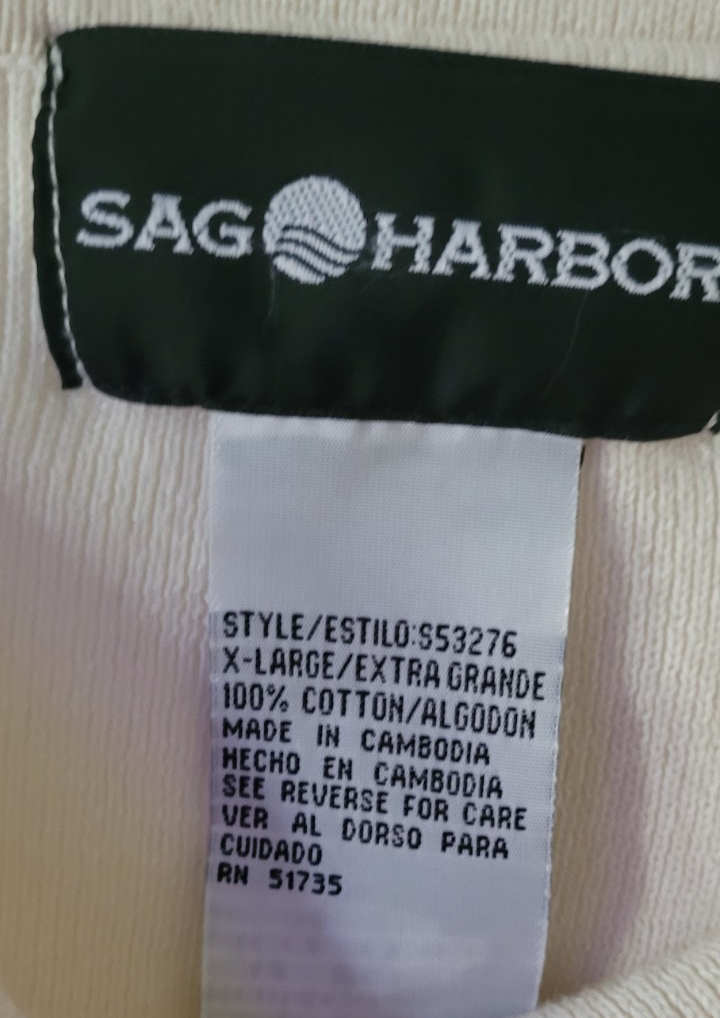 SAG HARBOR
STYLE/ESTILO:S53276
X-LARGE/EXTRA GRANDE
100% COTTON/ALGODON
MADE IN CAMBODIA
HECHO EN CAMBODIA
SEE REVERSE FOR CARE
VER AL DORSO PARA
CUIDADO
RN 51735